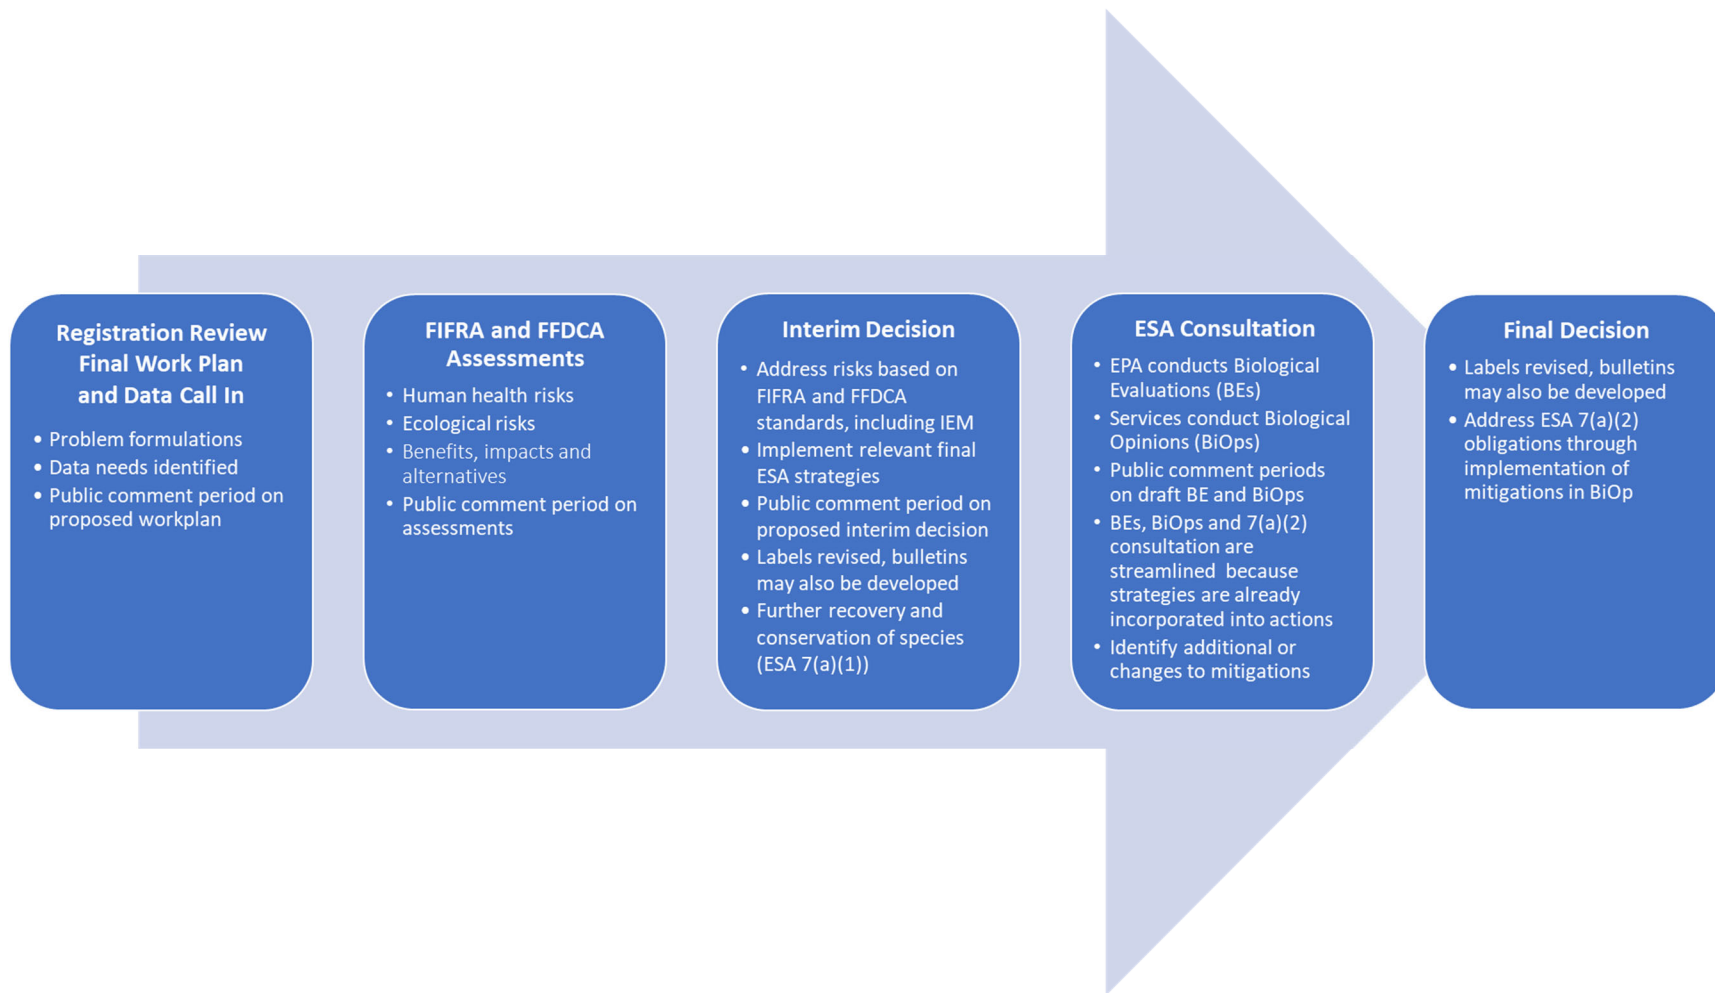 Registration Review
Final Work Plan
and Data Call In
• Problem formulations
• Data needs identified
• Public comment period on
proposed workplan
FIFRA and FFDCA
Assessments
• Human health risks
• Ecological risks
• Benefits, impacts and
alternatives
• Public comment period on
assessments
Interim Decision
• Address risks based on
FIFRA and FFDCA
standards, including IEM
• Implement relevant final
ESA strategies
• Public comment period on
proposed interim decision
• Labels revised, bulletins
may also be developed
• Further recovery and
conservation of species
(ESA 7(a)(1))
ESA Consultation
• EPA conducts Biological
Evaluations (BEs)
• Services conduct Biological
Opinions (BiOps)
• Public comment periods
on draft BE and BiOps
• BEs, BiOps and 7(a)(2)
consultation are
streamlined because
strategies are already
incorporated into actions
• Identify additional or
changes to mitigations
Final Decision
• Labels revised, bulletins
may also be developed
• Address ESA 7(a)(2)
obligations through
implementation of
mitigations in BiOp